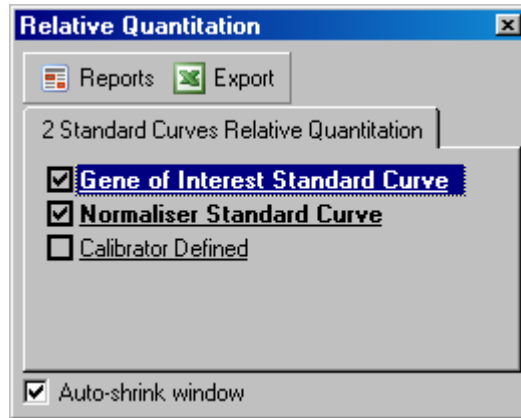 Relative Quantitation
Reports Export
2 Standard Curves Relative Quantitation
Gene of Interest Standard Curve
Normaliser Standard Curve
Calibrator Defined
Auto-shrink window